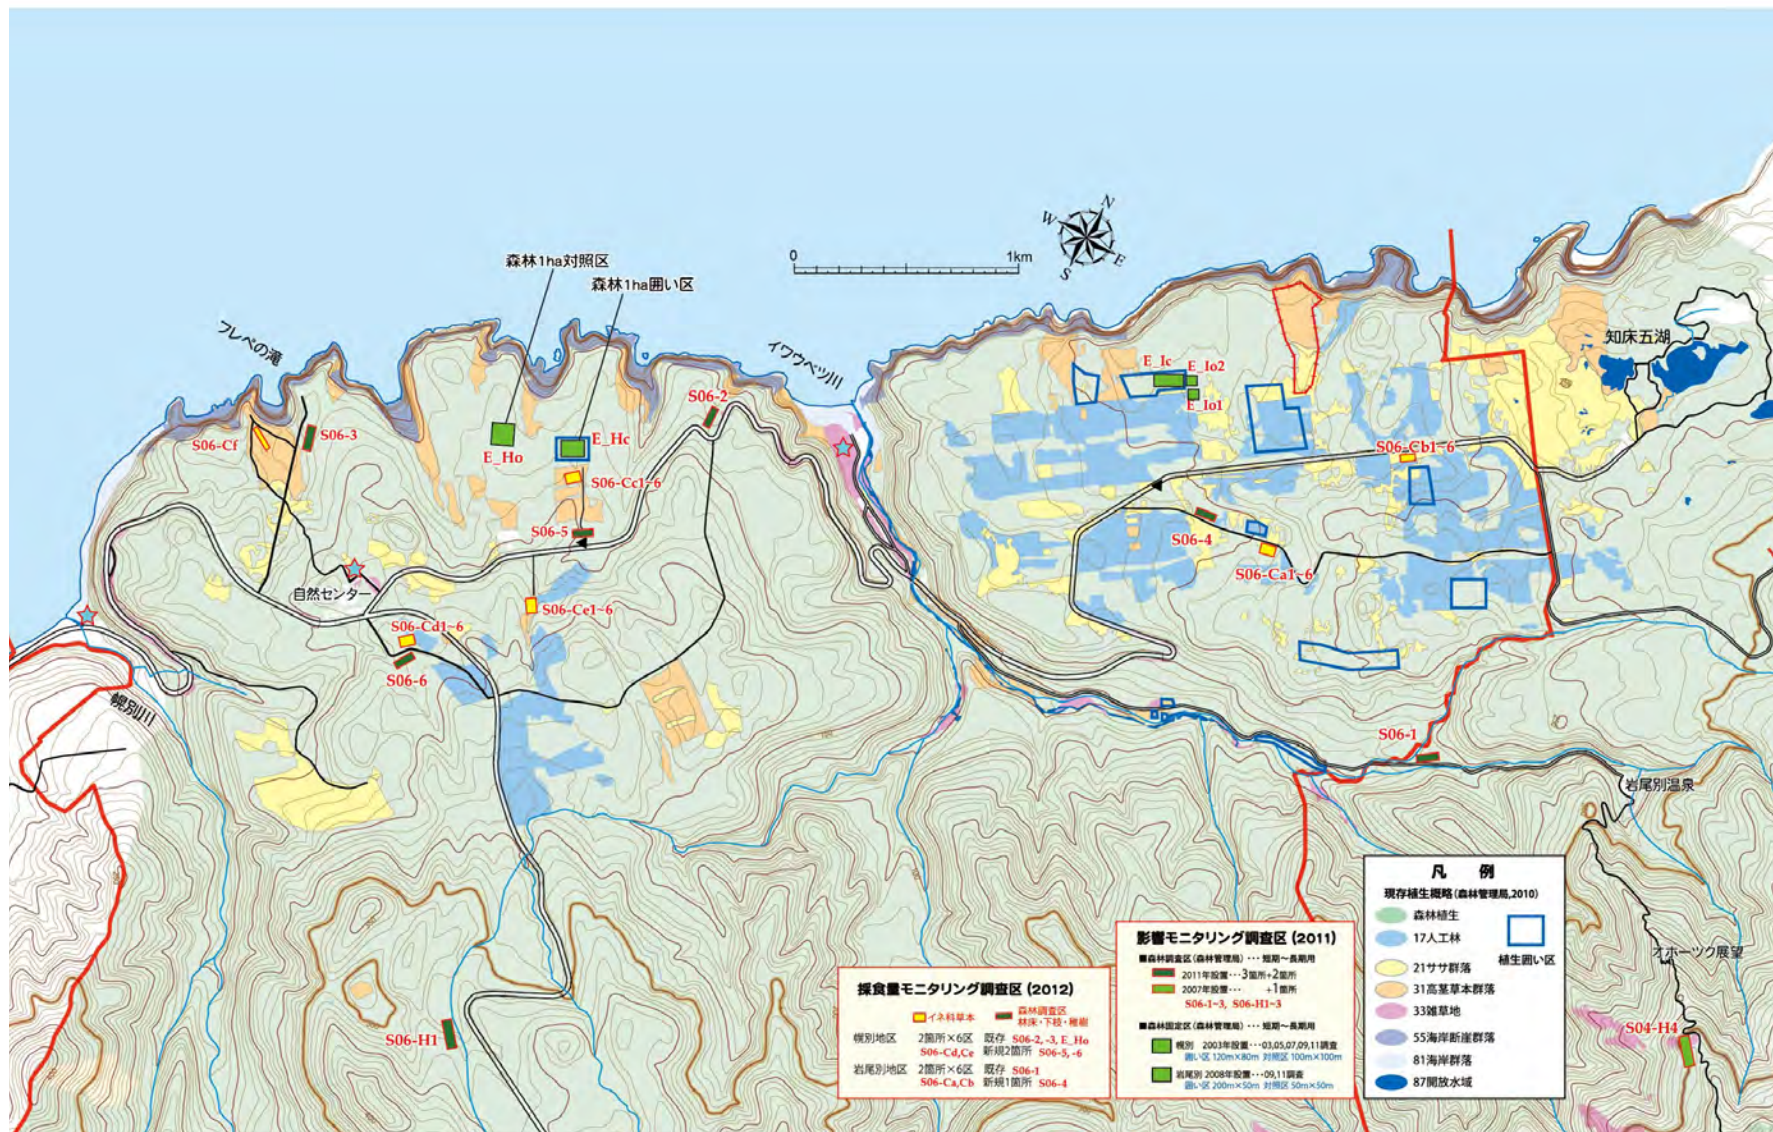 N
W
E
S
0
1km
森林1ha対照区
森林1ha囲い区
フレペの滝
イワウベツ川
知床五湖
E_Ic
E_Io2
E_Io1
S06-2
S06-Cf
S06-3
E_Ho
E_Hc
S06-Cc1~6
S06-Cb1~6
S06-5
S06-4
S06-Ca1~6
自然センター
S06-Ce1~6
S06-Cd1~6
S06-6
幌別川
S06-1
岩尾別温泉
オホーツク展望
S06-H1
S04-H4
採食量モニタリング調査区 (2012)
イネ科草本
森林調査区
林床・下枝・稚樹
幌別地区 2箇所×6区 既存 S06-2, -3, E_Ho
S06-Cd,Ce 新規2箇所 S06-5, -6
岩尾別地区 2箇所×6区 既存 S06-1
S06-Ca,Cb 新規1箇所 S06-4
影響モニタリング調査区 (2011)
■森林調査区(森林管理局)・・・短期~長期用
2011年設置・・・3箇所+2箇所
2007年設置・・・ +1箇所
S06-1~3, S06-H1~3
■森林固定区(森林管理局)・・・短期~長期用
幌別 2003年設置・・・03,05,07,09,11調査
囲い区 120m×80m 対照区 100m×100m
岩尾別 2008年設置・・・09,11調査
囲い区 200m×50m 対照区 50m×50m
凡 例
現存植生概略(森林管理局,2010)
森林植生
17人工林
21ササ群落
植生囲い区
31高茎草本群落
33雑草地
55海岸断崖群落
81海岸群落
87開放水域